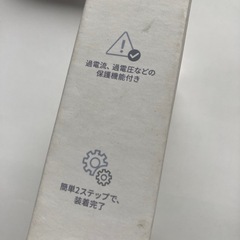 過電流、過電圧などの
保護機能付き
簡単2ステップで、
装着完了